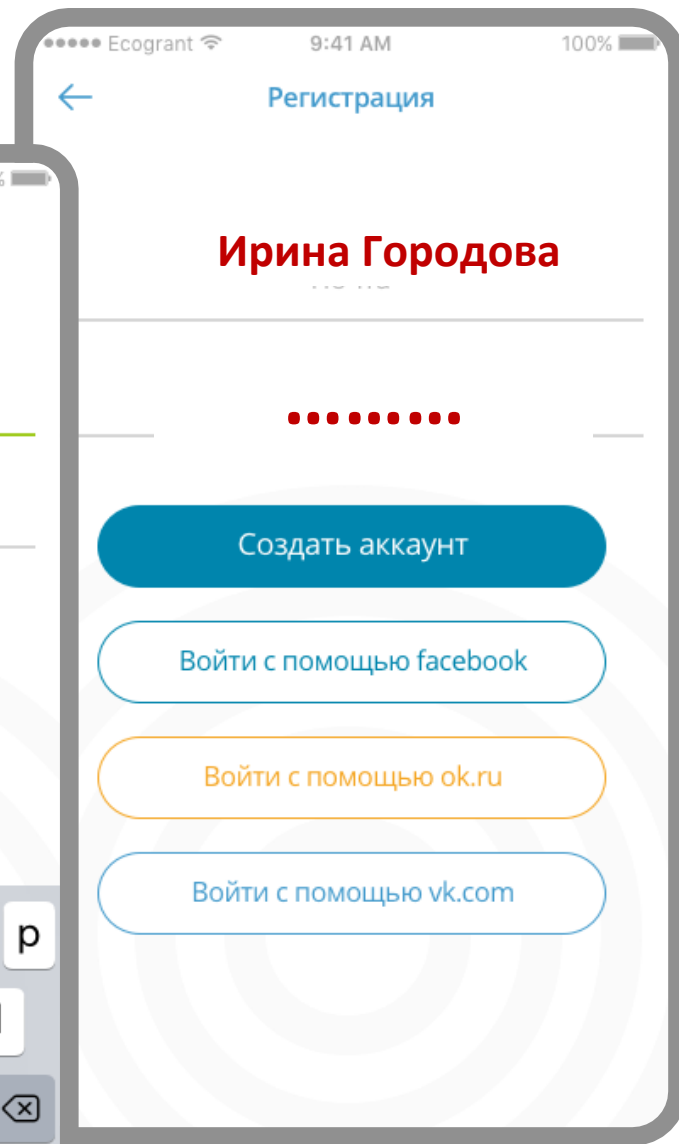 Ecogrant 9:41 AM 100%
Регистрация
%
Ирина Городова
•••••••••
Создать аккаунт
Войти с помощью facebook
Войти с помощью ok.ru
Войти с помощью vk.com
p